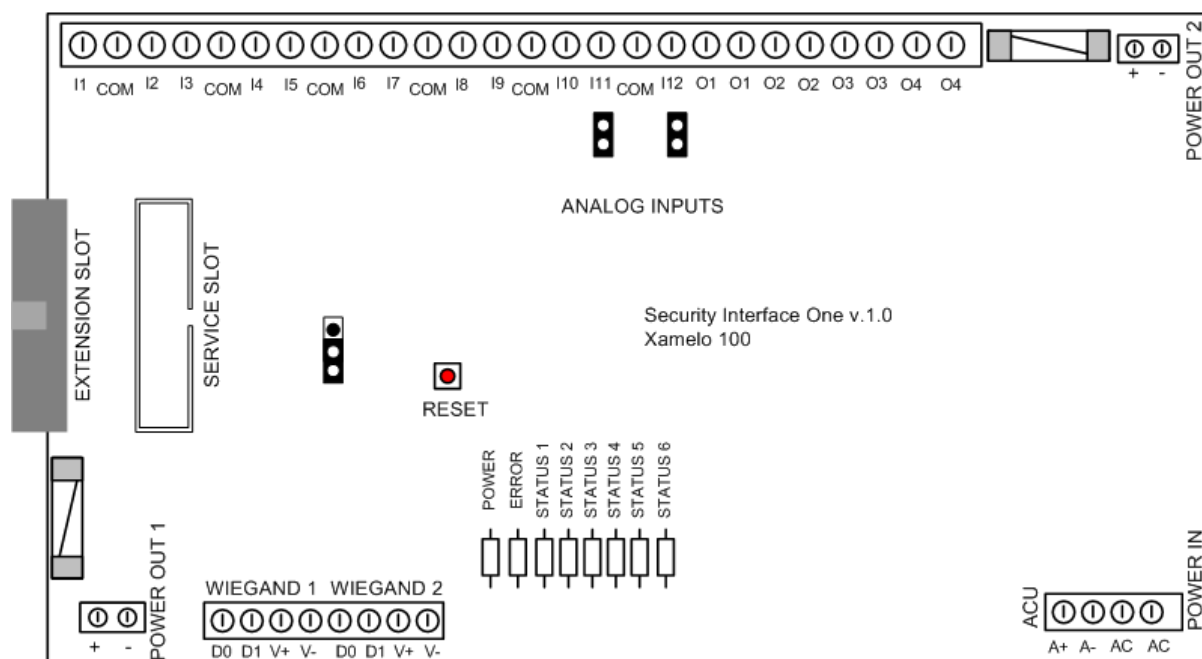 I1 COM I2 I3 COM I4 I5 COM I6 I7 COM I8 I9 COM I10 I11 COM I12 O1 O1 O2 O2 O3 O3 O4 O4
+ -
POWER OUT 2
ANALOG INPUTS
EXTENSION SLOT
SERVICE SLOT
Security Interface One v.1.0
Xamelo 100
RESET
POWER
ERROR
STATUS 1
STATUS 2
STATUS 3
STATUS 4
STATUS 5
STATUS 6
POWER OUT 1
+ -
WIEGAND 1 WIEGAND 2
D0 D1 V+ V- D0 D1 V+ V-
ACU
POWER IN
A+ A- AC AC